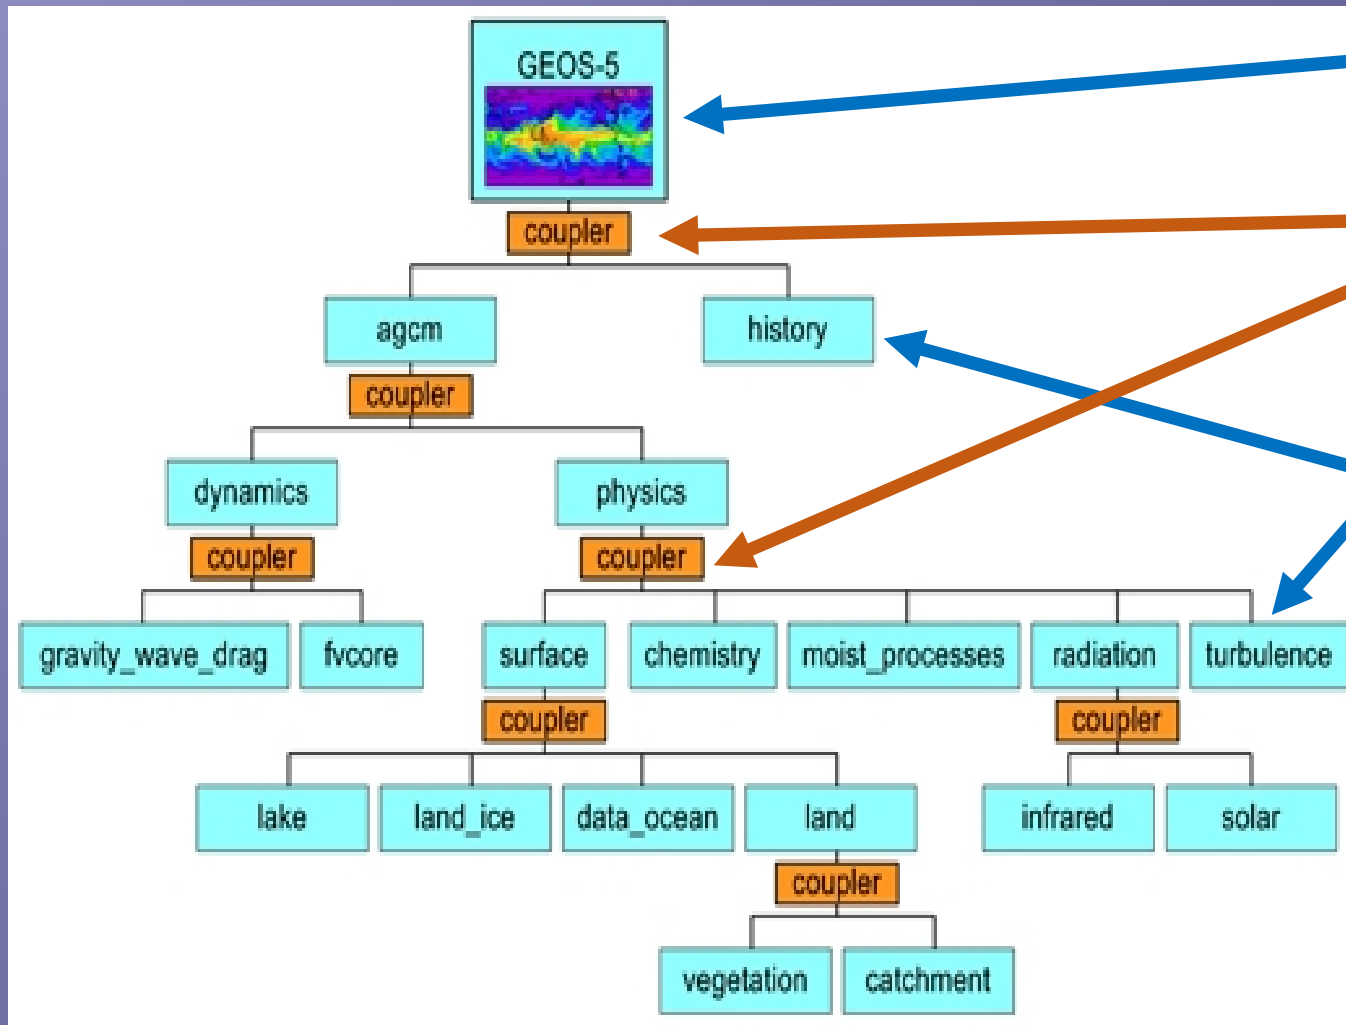 GEOS-5
coupler
agcm
history
coupler
dynamics
physics
coupler
coupler
gravity_wave_drag
fvcore
surface
chemistry
moist_processes
radiation
turbulence
coupler
coupler
lake
land_ice
data_ocean
land
infrared
solar
coupler
vegetation
catchment